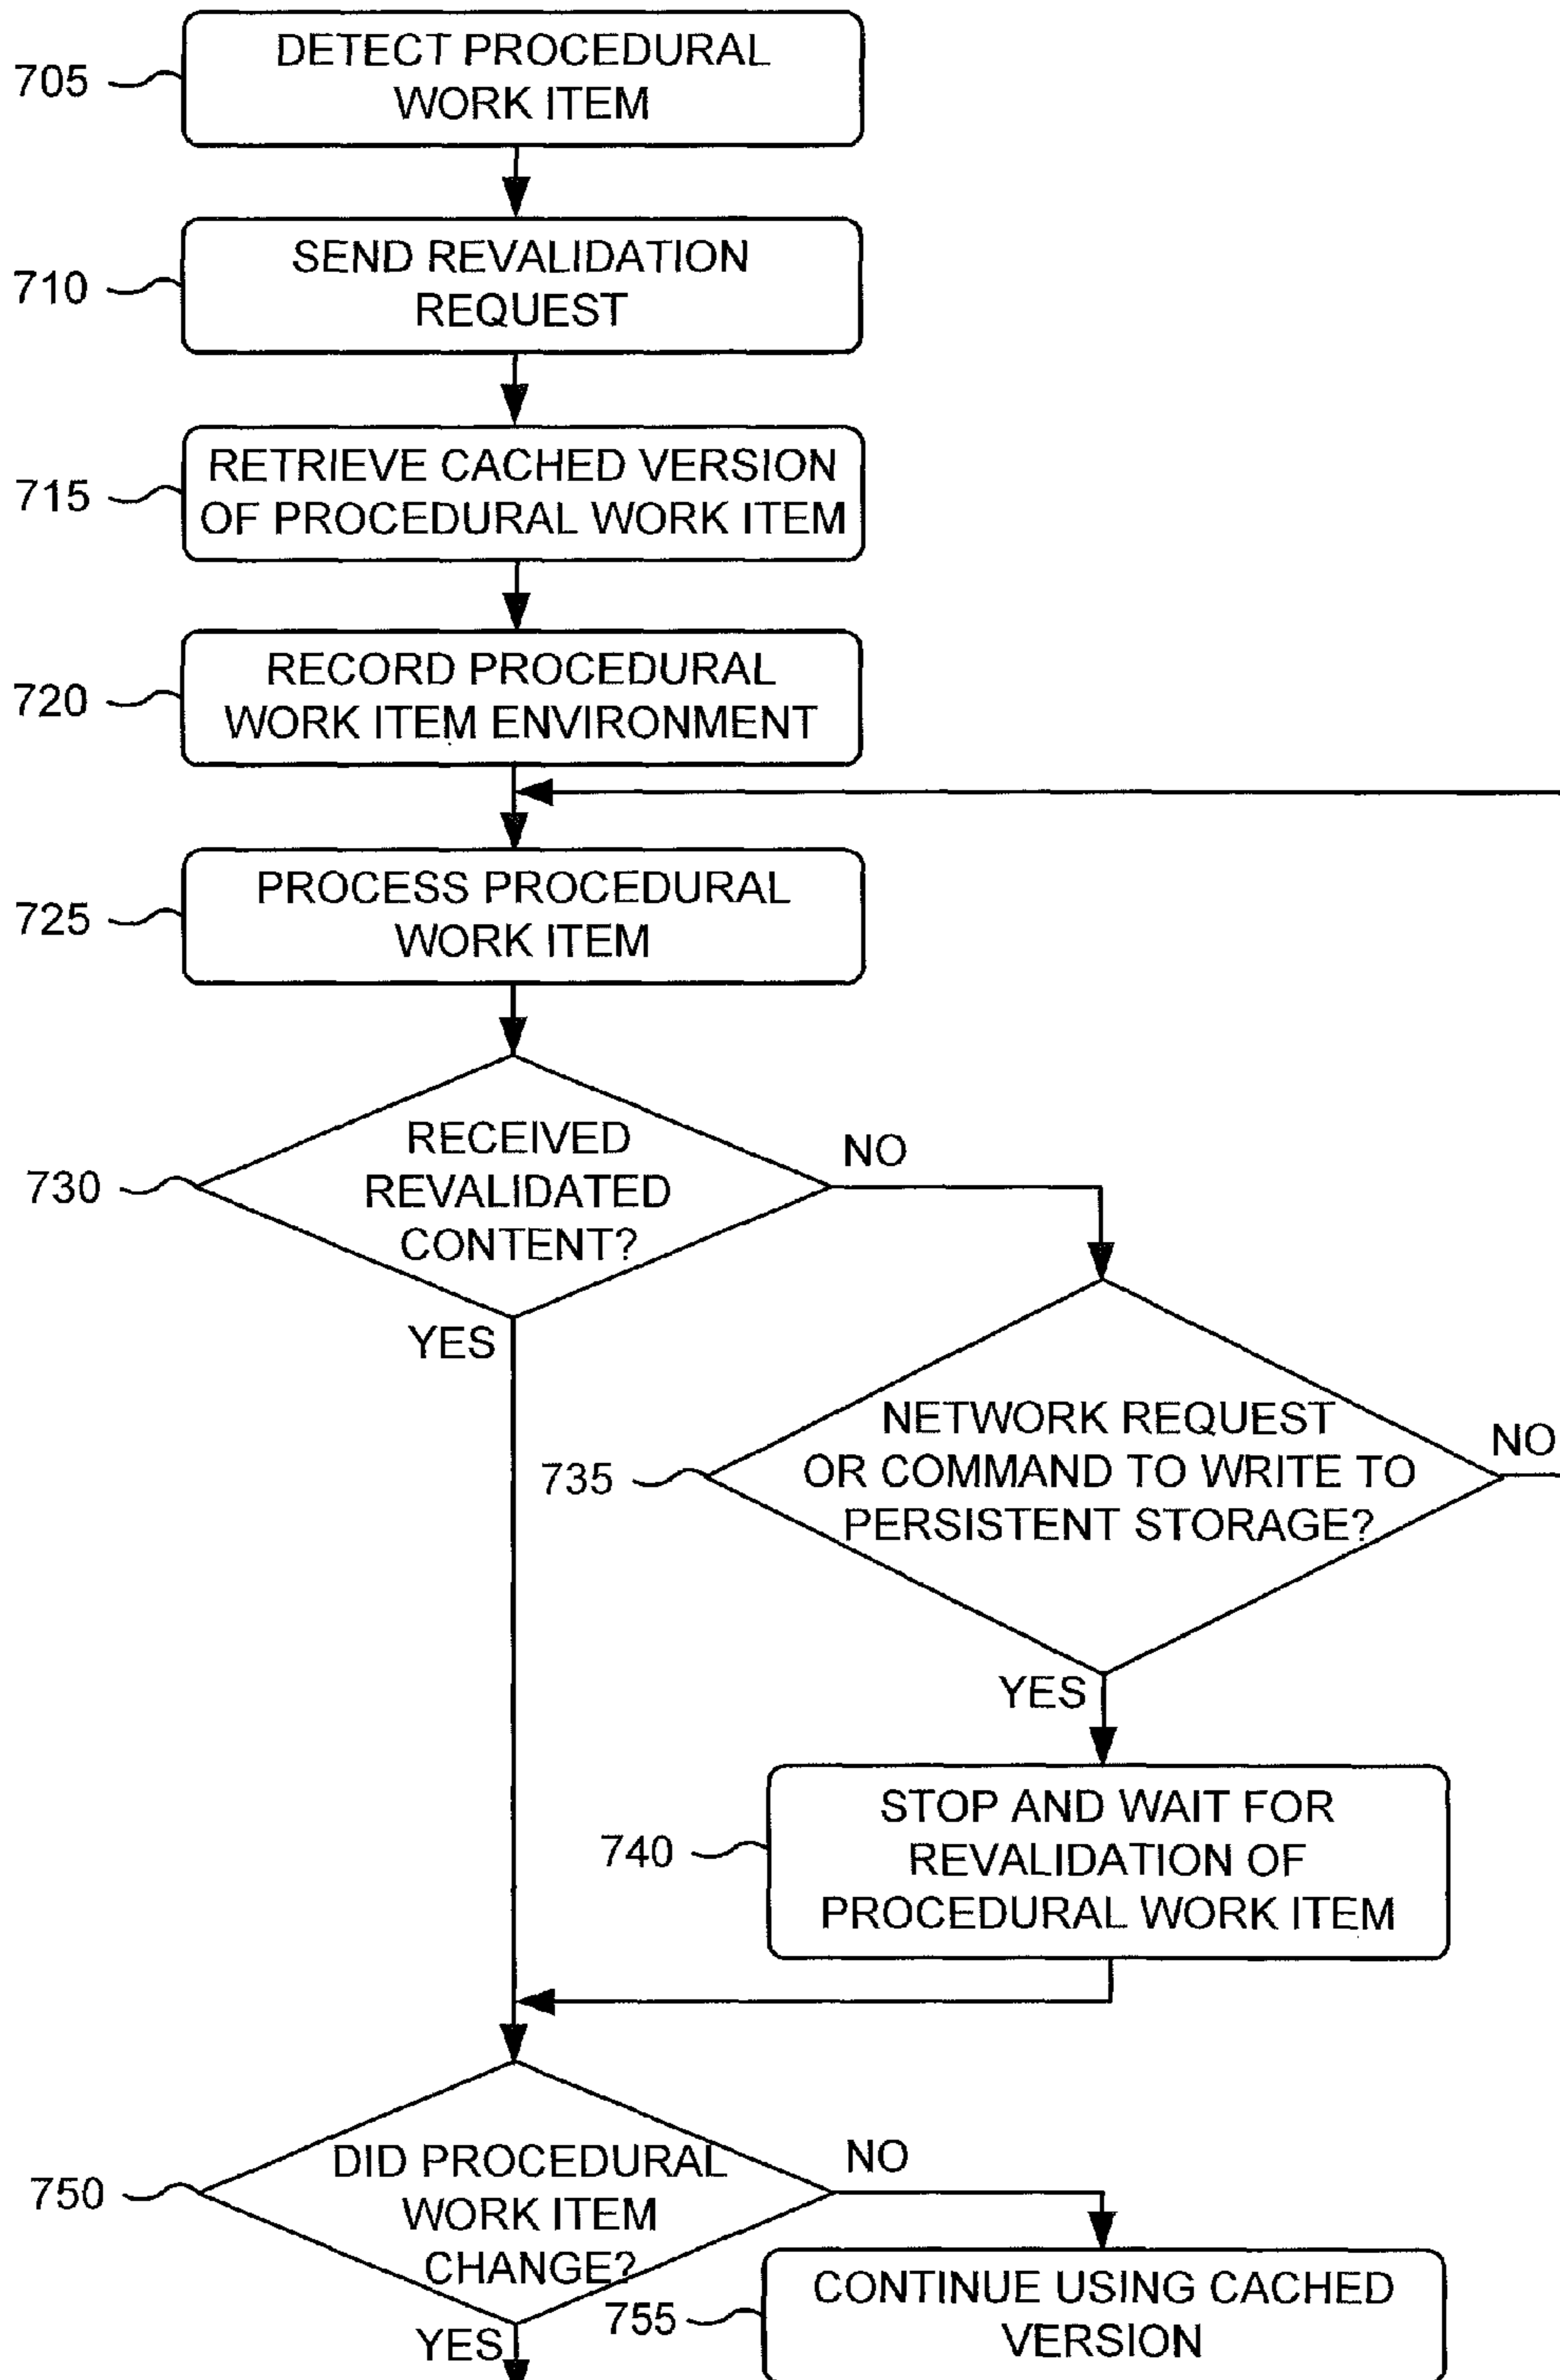 705
DETECT PROCEDURAL
WORK ITEM
710
SEND REVALIDATION
REQUEST
715
RETRIEVE CACHED VERSION
OF PROCEDURAL WORK ITEM
720
RECORD PROCEDURAL
WORK ITEM ENVIRONMENT
725
PROCESS PROCEDURAL
WORK ITEM
730
RECEIVED
REVALIDATED
CONTENT?
NO
YES
735
NETWORK REQUEST
OR COMMAND TO WRITE TO
PERSISTENT STORAGE?
NO
YES
740
STOP AND WAIT FOR
REVALIDATION OF
PROCEDURAL WORK ITEM
750
DID PROCEDURAL
WORK ITEM
CHANGE?
NO
YES
755
CONTINUE USING CACHED
VERSION